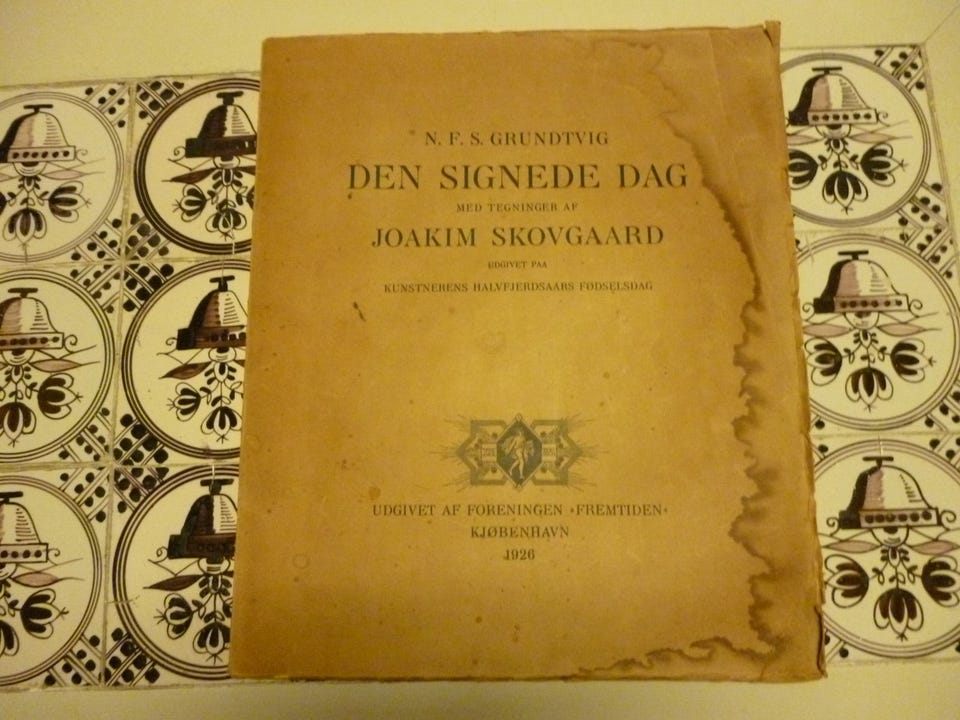 N. F. S. GRUNDTVIG
DEN SIGNEDE DAG
MED TEGNINGER AF
JOAKIM SKOVGAARD
UDGIVET PAA
KUNSTNERENS HALVFJERDSAARS FØDSELSDAG
UDGIVET AF FORENINGEN »FREMTIDEN«
KJØBENHAVN
1926